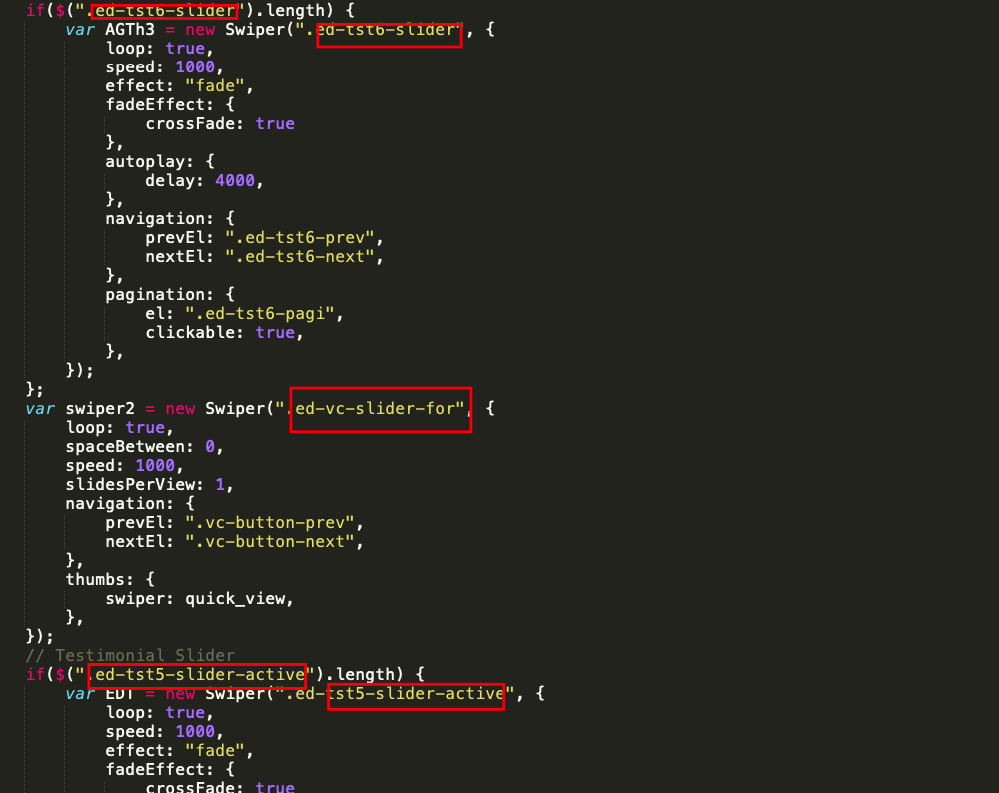 if($(".ed-tst6-slider").length) {
var AGTh3 = new Swiper(".ed-tst6-slider", {
loop: true,
speed: 1000,
effect: "fade",
fadeEffect: {
crossFade: true
},
autoplay: {
delay: 4000,
},
navigation: {
prevEl: ".ed-tst6-prev",
nextEl: ".ed-tst6-next",
},
pagination: {
el: ".ed-tst6-pagi",
clickable: true,
},
});
};
var swiper2 = new Swiper(".ed-vc-slider-for", {
loop: true,
spaceBetween: 0,
speed: 1000,
slidesPerView: 1,
navigation: {
prevEl: ".vc-button-prev",
nextEl: ".vc-button-next",
},
thumbs: {
swiper: quick_view,
},
});
// Testimonial Slider
if($(".ed-tst5-slider-active").length) {
var EDT = new Swiper(".ed-tst5-slider-active", {
loop: true,
speed: 1000,
effect: "fade",
fadeEffect: {
crossFade: true